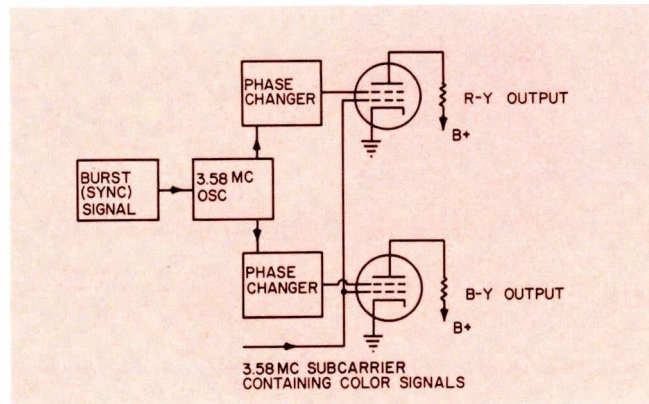 PHASE
CHANGER
R-Y OUTPUT
B+
BURST
(SYNC)
SIGNAL
3.58 MC
OSC
PHASE
CHANGER
B-Y OUTPUT
B+
3.58 MC SUBCARRIER
CONTAINING COLOR SIGNALS